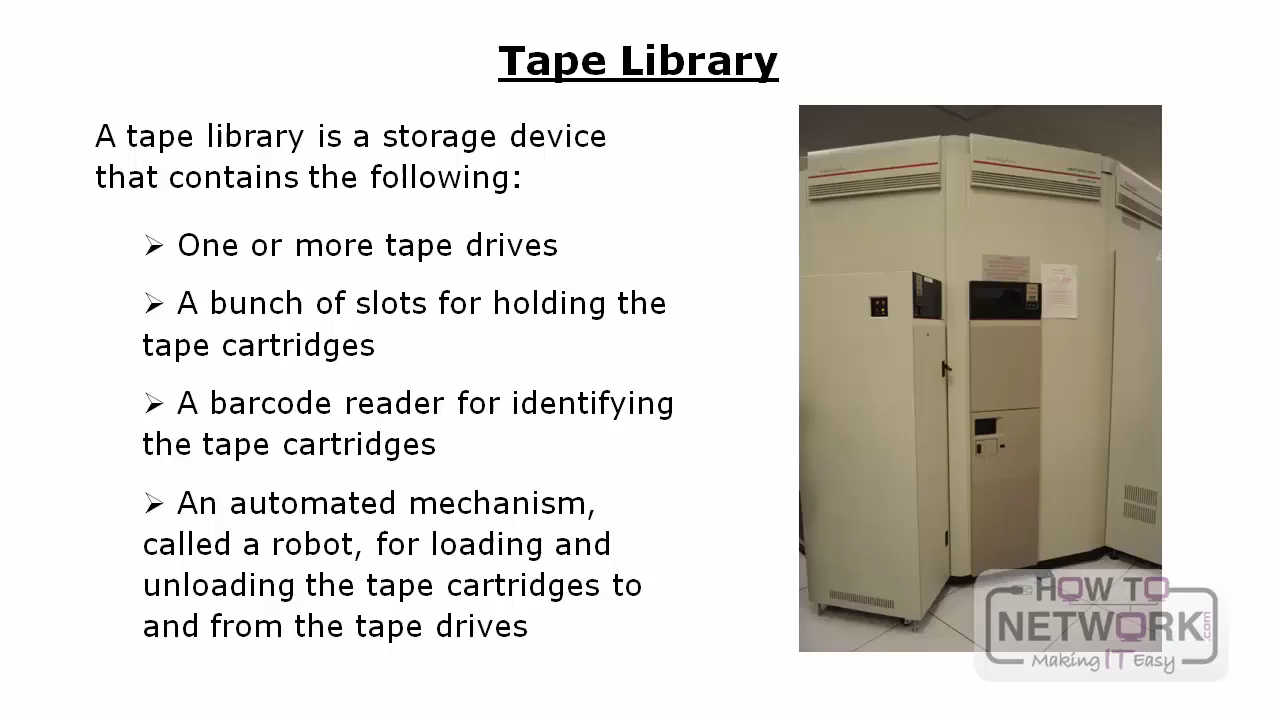 Tape Library
A tape library is a storage device
that contains the following:
➢ One or more tape drives
➢ A bunch of slots for holding the
tape cartridges
➢ A barcode reader for identifying
the tape cartridges
➢ An automated mechanism,
called a robot, for loading and
unloading the tape cartridges to
and from the tape drives
HOW TO
NETWORK.com
Making IT Easy